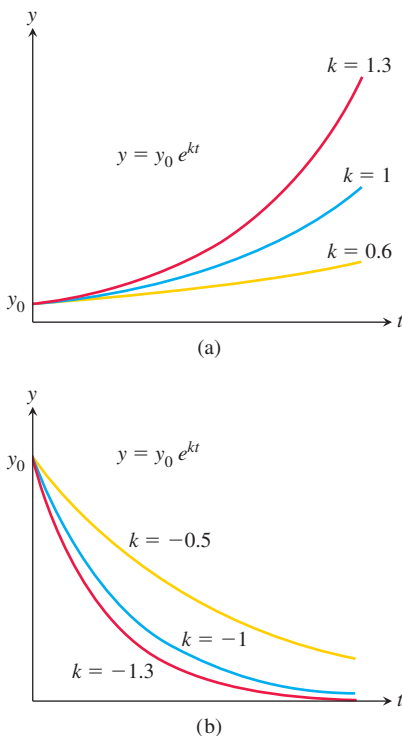 y
k = 1.3
y = y₀ eᵏᵗ
k = 1
k = 0.6
y₀
t
(a)
y
y₀
y = y₀ eᵏᵗ
k = −0.5
k = −1
k = −1.3
t
(b)